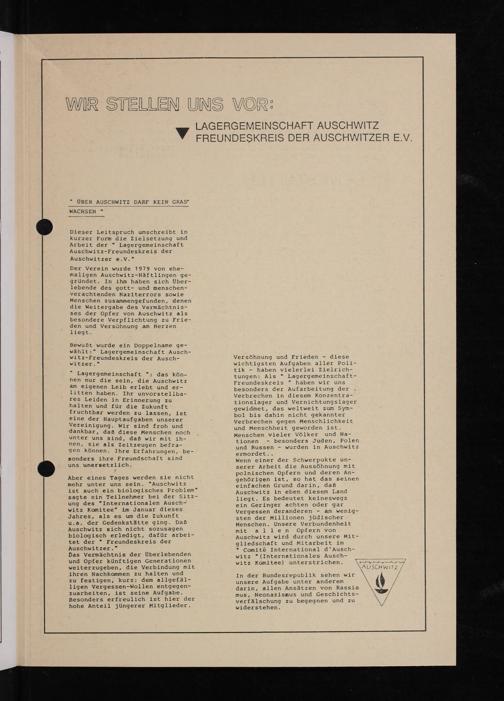 WIR STELLEN UNS VOR:
LAGERGEMEINSCHAFT AUSCHWITZ
FREUNDESKREIS DER AUSCHWITZER E.V.
" ÜBER AUSCHWITZ DARF KEIN GRAS
WACHSEN "
Dieser Leitspruch umschreibt in
kurzer Form die Zielsetzung und
Arbeit der " Lagergemeinschaft
Auschwitz-Freundeskreis der
Auschwitzer e.V."
Der Verein wurde 1979 von ehe-
maligen Auschwitz-Häftlingen ge-
gründet. In ihm haben sich Über-
lebende des gott- und menschen-
verachtenden Naziterrors sowie
Menschen zusammengefunden, denen
die Weitergabe des Vermächtnis-
ses der Opfer von Auschwitz als
besondere Verpflichtung zu Frie-
den und Versöhnung am Herzen
liegt.
Bewußt wurde ein Doppelname ge-
wählt:" Lagergemeinschaft Ausch-
witz-Freundeskreis der Ausch-
witzer."
" Lagergemeinschaft ": das kön-
nen nur die sein, die Auschwitz
am eigenen Leib erlebt und er-
litten haben. Ihr unvorstellba-
res Leiden in Erinnerung zu
halten und für die Zukunft
fruchtbar werden zu lassen, ist
eine der Hauptaufgaben unserer
Vereinigung. Wir sind froh und
dankbar, daß diese Menschen noch
unter uns sind, daß wir mit ih-
nen, sie als Zeitzeugen befra-
gen können. Ihre Erfahrungen, be-
sonders ihre Freundschaft sind
uns unersetzlich.
Aber eines Tages werden sie nicht
mehr unter uns sein. "Auschwitz
ist auch ein biologisches Problem"
sagte ein Teilnehmer bei der Sitz-
ung des "Internationalen Ausch-
witz Komitee" im Januar dieses
Jahres, als es um die Zukunft
u.a. der Gedenkstätte ging. Daß
Auschwitz sich nicht sozusagen
biologisch erledigt, dafür arbei-
tet der " Freundeskreis der
Auschwitzer."
Das Vermächtnis der Überlebenden
und Opfer künftigen Generationen
weiterzugeben, die Verbindung mit
ihren Nachkommen zu halten und
zu festigen, kurz: dem allgefäl-
ligen Vergessen-Wollen entgegen-
zuarbeiten, ist seine Aufgabe.
Besonders erfreulich ist hier der
hohe Anteil jüngerer Mitglieder.
Versöhnung und Frieden - diese
wichtigsten Aufgaben aller Poli-
tik - haben vielerlei Zielrich-
tungen: Als " Lagergemeinschaft-
Freundeskreis " haben wir uns
besonders der Aufarbeitung der
Verbrechen in diesem Konzentra-
tionslager und Vernichtungslager
gewidmet, das weltweit zum Sym-
bol bis dahin nicht gekannter
Verbrechen gegen Menschlichkeit
und Menschheit geworden ist.
Menschen vieler Völker und Na-
tionen - besonders Juden, Polen
und Russen - wurden in Auschwitz
ermordet..
Wenn einer der Schwerpukte un-
serer Arbeit die Aussöhnung mit
polnischen Opfern und deren An-
gehörigen ist, so hat das seinen
einfachen Grund darin, daß
Auschwitz in eben diesem Land
liegt. Es bedeutet keineswegs
ein Geringer achten oder gar
Vergessen deranderen - am wenig-
sten der Millionen jüdischer
Menschen. Unsere Verbundenheit
mit a l l e n Opfern von
Auschwitz wird durch unsere Mit-
gliedschaft und Mitarbeit im
" Comité International d'Ausch-
witz "(Internationales Ausch-
witz Komitee) unterstrichen.
In der Bundesrepublik sehen wir
unsere Aufgabe unter anderem
darin, allen Ansätzen von Rassis
mus, Neonazismus und Geschichts-
verfälschung zu begegnen und zu
widerstehen.
AUSCHWITZ